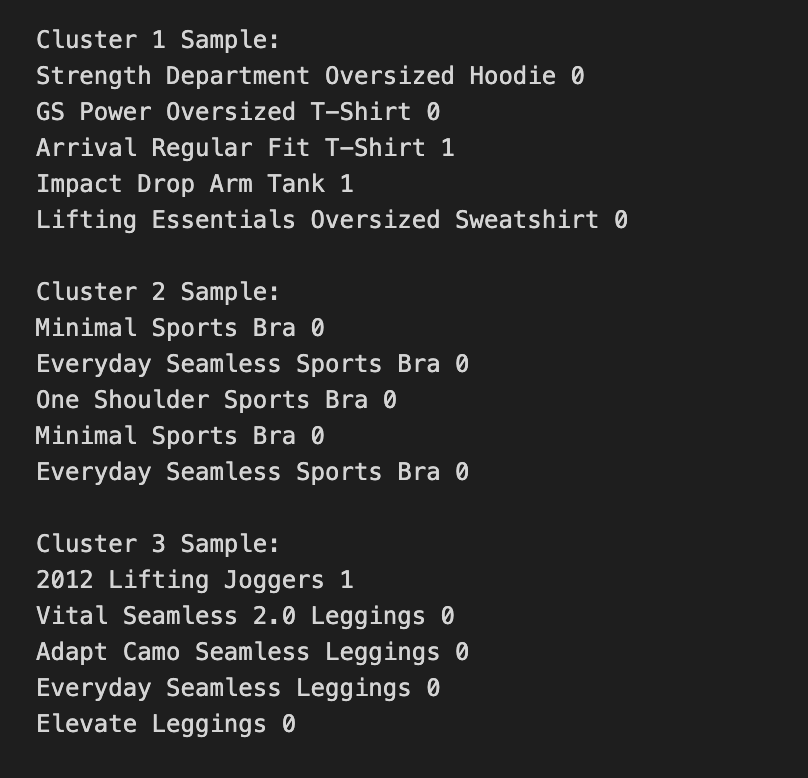 Cluster 1 Sample:
Strength Department Oversized Hoodie 0
GS Power Oversized T-Shirt 0
Arrival Regular Fit T-Shirt 1
Impact Drop Arm Tank 1
Lifting Essentials Oversized Sweatshirt 0
Cluster 2 Sample:
Minimal Sports Bra 0
Everyday Seamless Sports Bra 0
One Shoulder Sports Bra 0
Minimal Sports Bra 0
Everyday Seamless Sports Bra 0
Cluster 3 Sample:
2012 Lifting Joggers 1
Vital Seamless 2.0 Leggings 0
Adapt Camo Seamless Leggings 0
Everyday Seamless Leggings 0
Elevate Leggings 0